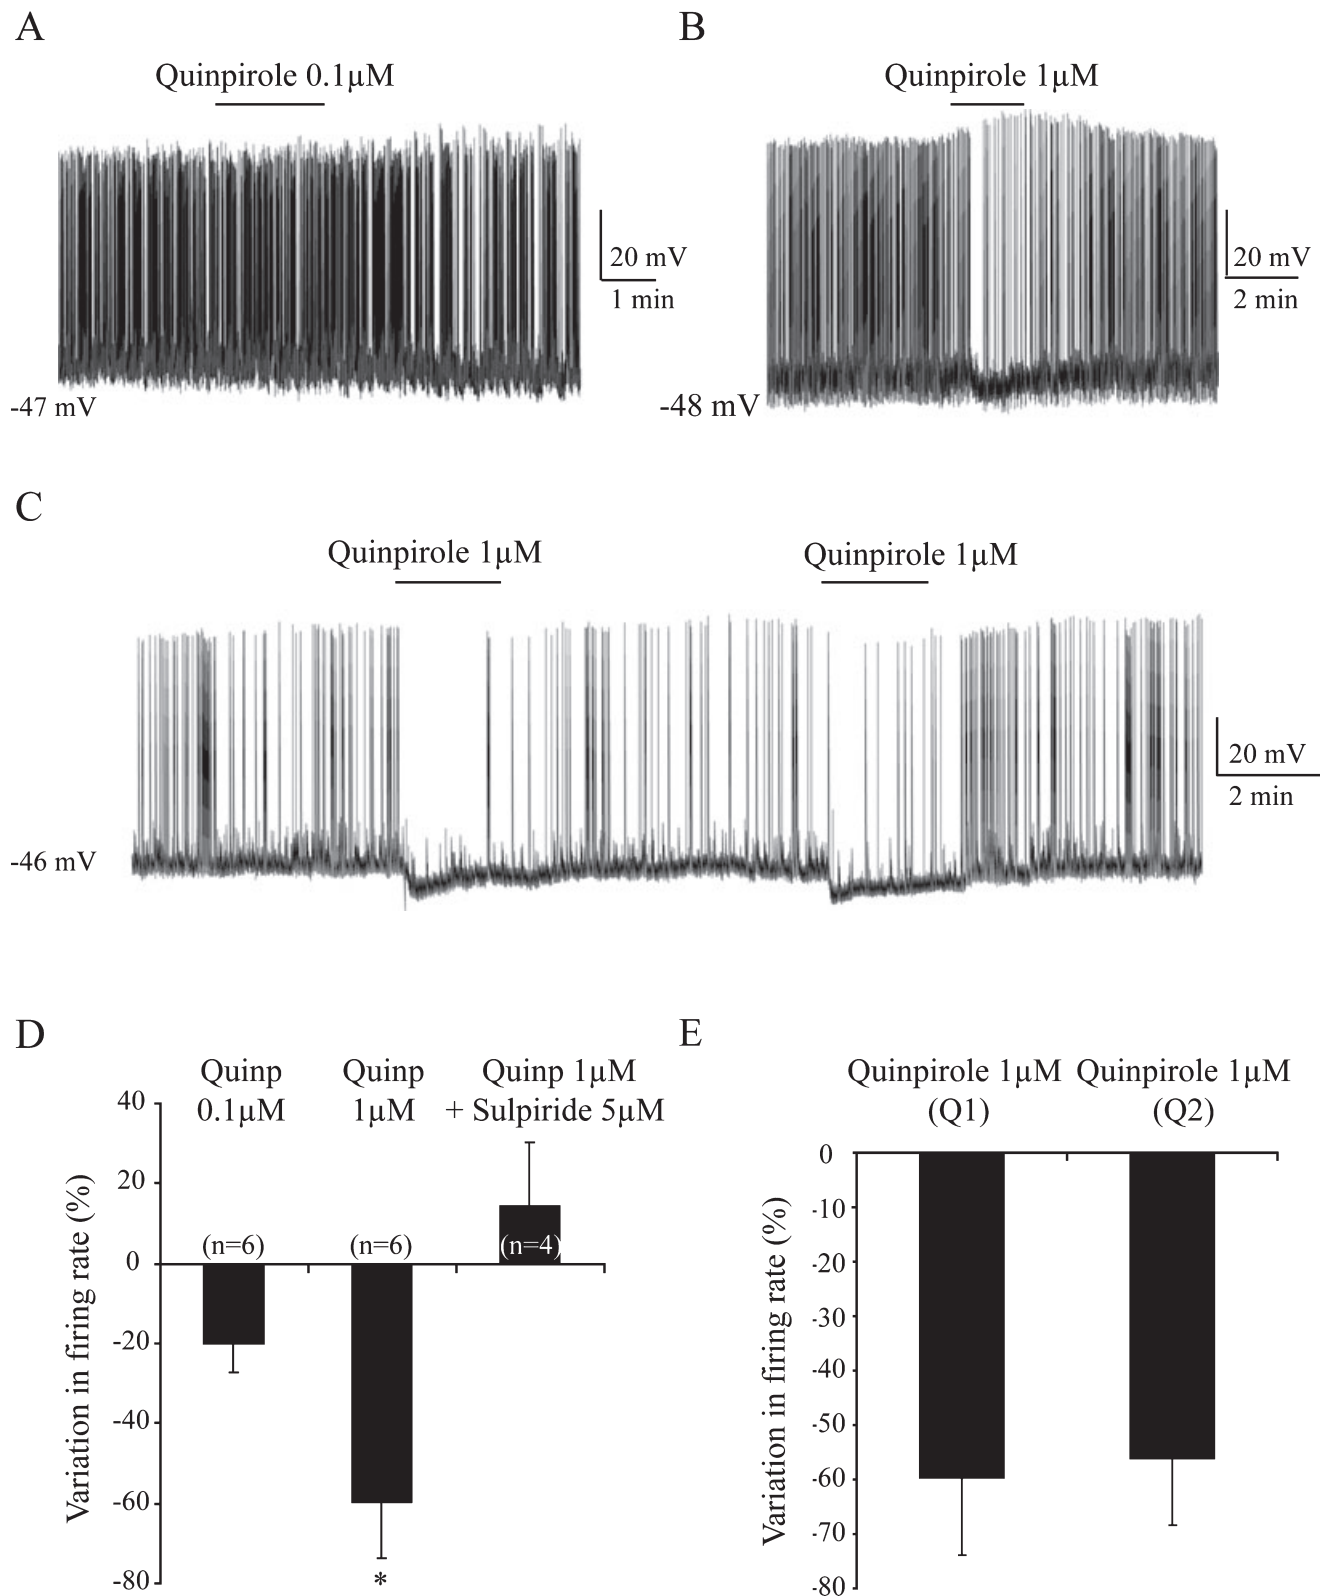 A
B
Quinpirole 0.1µM
Quinpirole 1µM
20 mV
1 min
20 mV
2 min
-47 mV
-48 mV
C
Quinpirole 1µM
Quinpirole 1µM
20 mV
2 min
-46 mV
D
E
Quinp
0.1µM
Quinp
1µM
Quinp 1µM
+ Sulpiride 5µM
Variation in firing rate (%)
40
20
0
-20
-40
-60
-80
(n=6)
(n=6)
(n=4)
*
Quinpirole 1µM
(Q1)
Quinpirole 1µM
(Q2)
Variation in firing rate (%)
0
-10
-20
-30
-40
-50
-60
-70
-80